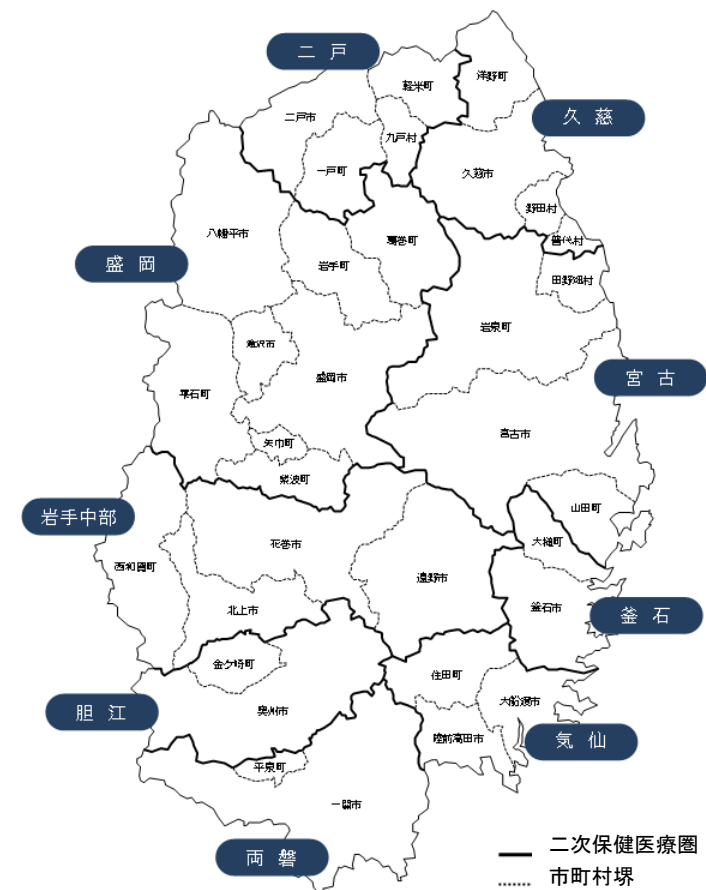 二戸
軽米町
洋野町
二戸市
九戸村
久慈
一戸町
久慈市
野田村
八幡平市
葛巻町
普代村
盛岡
岩手町
田野畑村
岩泉町
滝沢市
盛岡市
宮古
雫石町
宮古市
矢巾町
紫波町
山田町
岩手中部
花巻市
大槌町
西和賀町
遠野市
北上市
釜石市
釜石
金ケ崎町
住田町
大船渡市
胆江
奥州市
陸前高田市
気仙
平泉町
一関市
両磐
二次保健医療圏
市町村堺